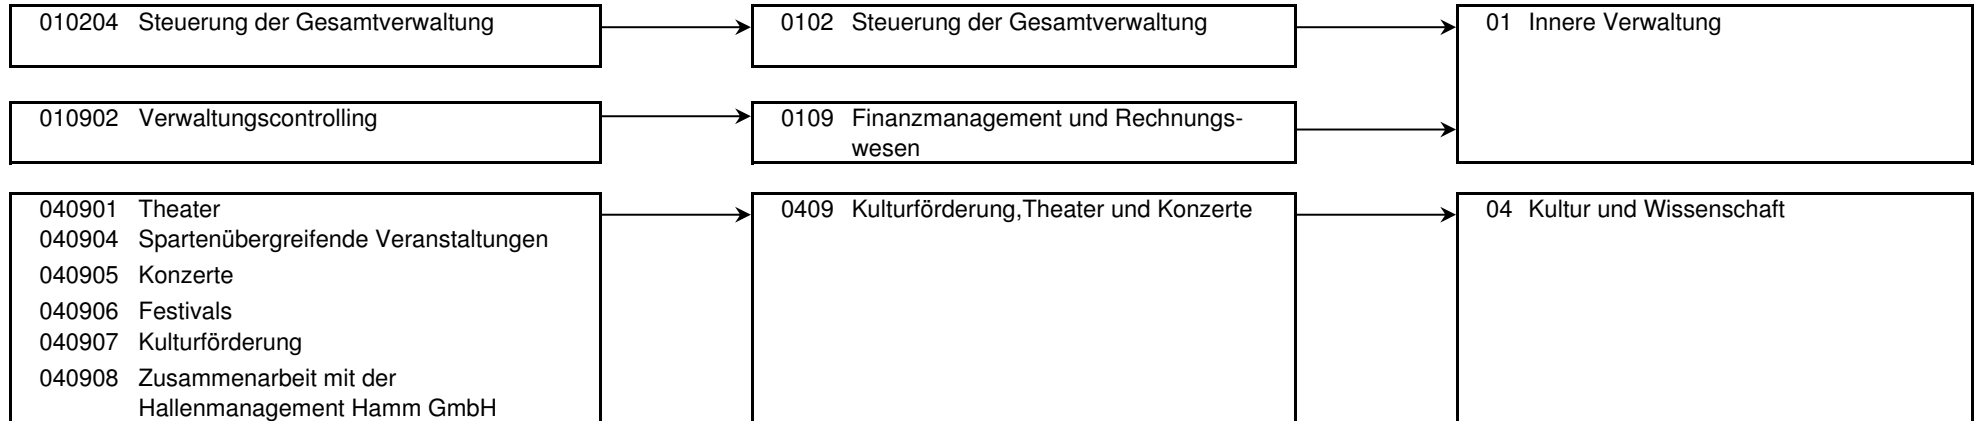 010204 Steuerung der Gesamtverwaltung
0102 Steuerung der Gesamtverwaltung
01 Innere Verwaltung
010902 Verwaltungscontrolling
0109 Finanzmanagement und Rechnungs-
wesen
040901 Theater
040904 Spartenübergreifende Veranstaltungen
040905 Konzerte
040906 Festivals
040907 Kulturförderung
040908 Zusammenarbeit mit der
Hallenmanagement Hamm GmbH
0409 Kulturförderung,Theater und Konzerte
04 Kultur und Wissenschaft